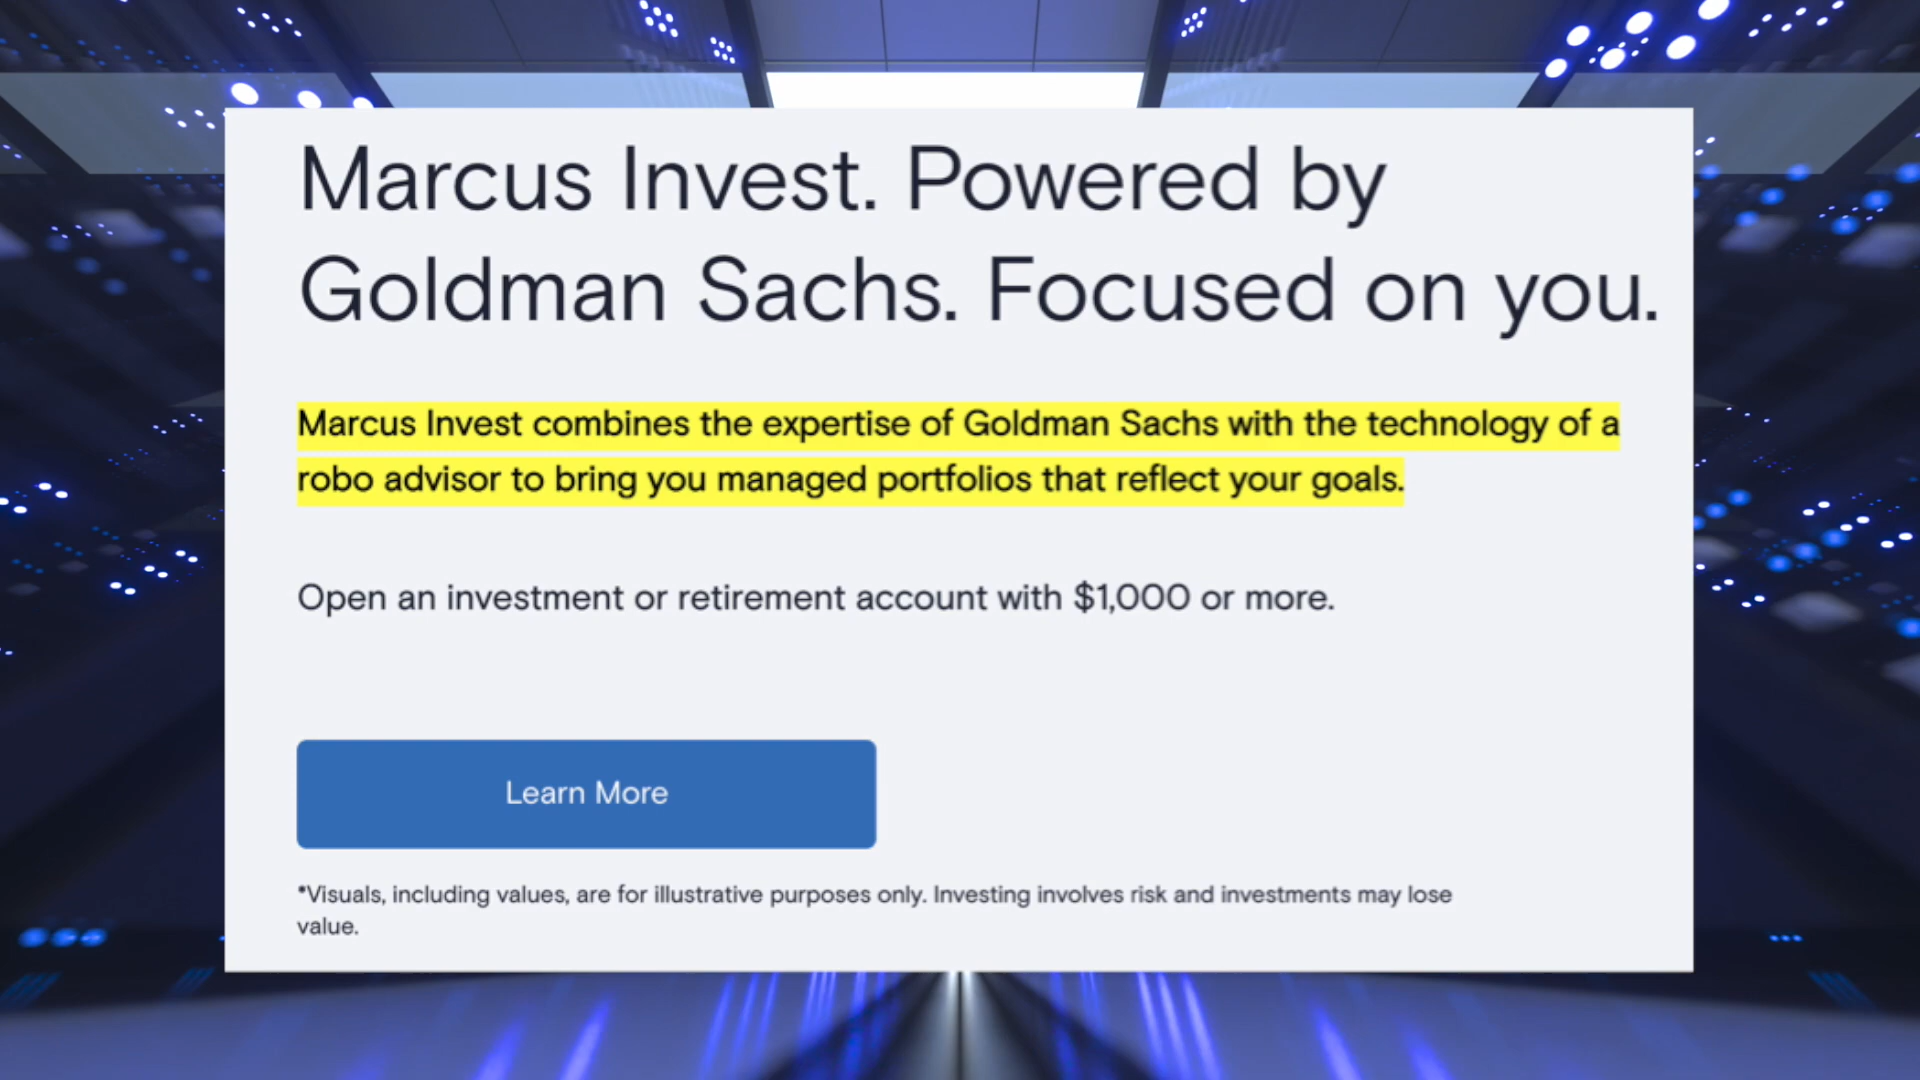 Marcus Invest. Powered by
Goldman Sachs. Focused on you.
Marcus Invest combines the expertise of Goldman Sachs with the technology of a
robo advisor to bring you managed portfolios that reflect your goals.
Open an investment or retirement account with $1,000 or more.
Learn More
*Visuals, including values, are for illustrative purposes only. Investing involves risk and investments may lose
value.